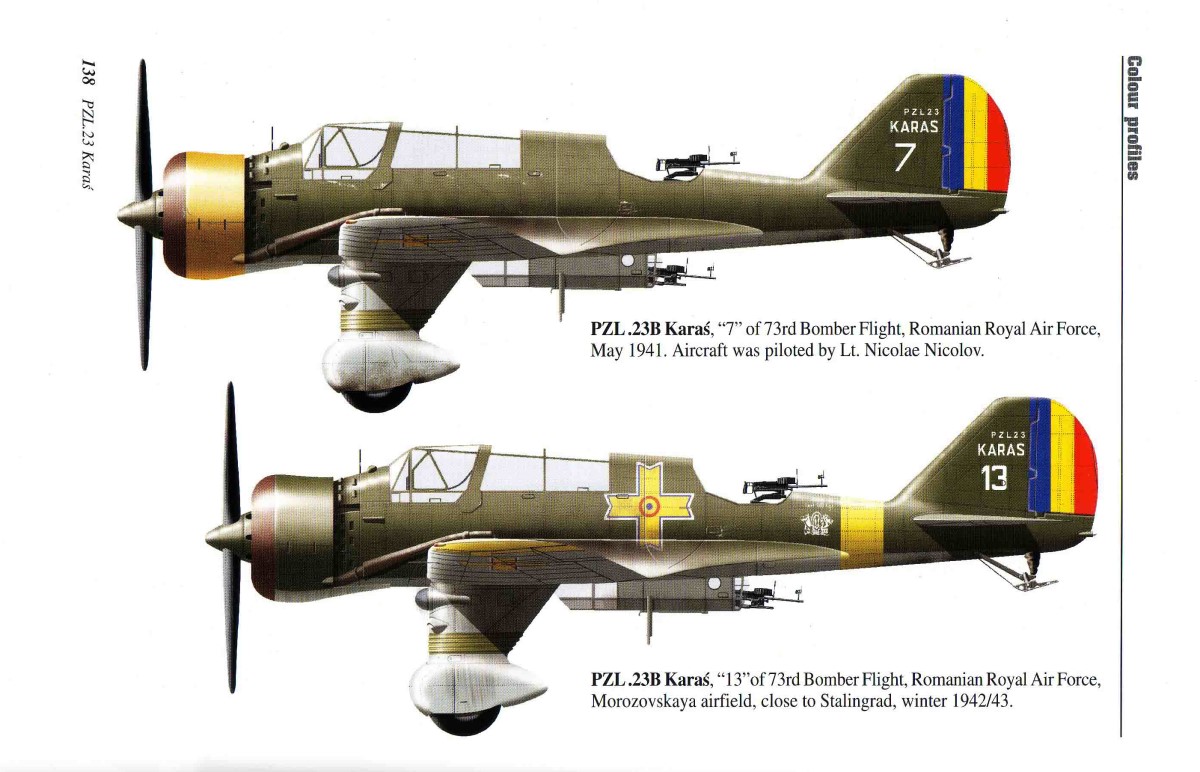 Colour profiles
138 PZL.23 Karaś
PZL23
KARAS
7
PZL .23B Karaś, “7” of 73rd Bomber Flight, Romanian Royal Air Force,
May 1941. Aircraft was piloted by Lt. Nicolae Nicolov.
PZL23
KARAS
13
PZL .23B Karaś, “13”of 73rd Bomber Flight, Romanian Royal Air Force,
Morozovskaya airfield, close to Stalingrad, winter 1942/43.